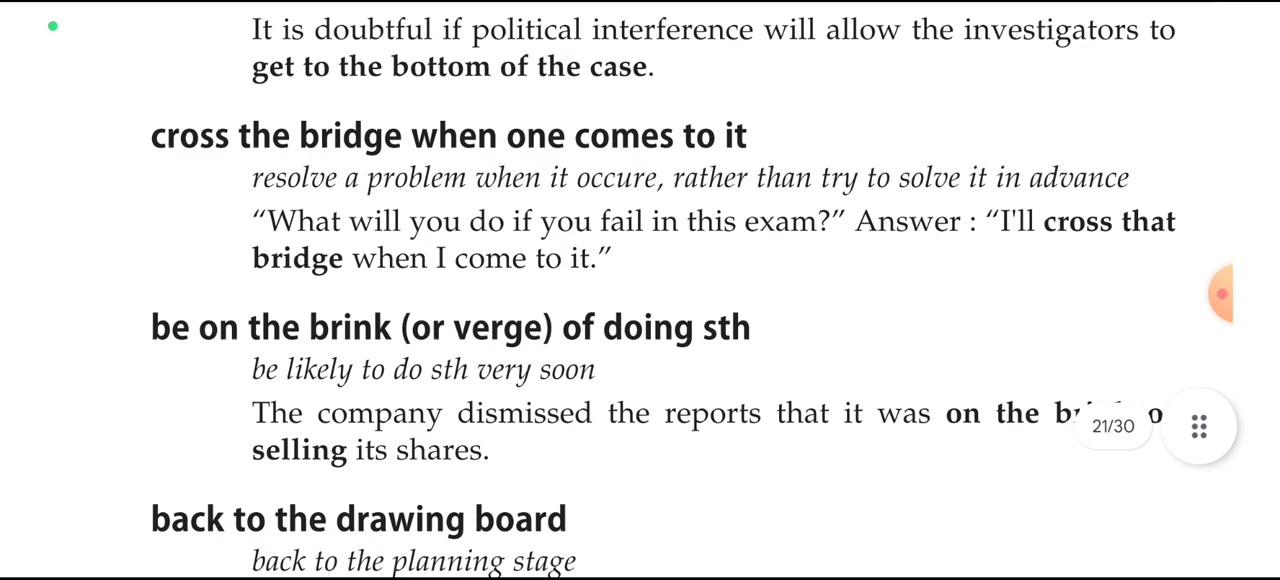 It is doubtful if political interference will allow the investigators to
get to the bottom of the case.
cross the bridge when one comes to it
resolve a problem when it occure, rather than try to solve it in advance
“What will you do if you fail in this exam?” Answer : “I'll cross that
bridge when I come to it.”
be on the brink (or verge) of doing sth
be likely to do sth very soon
The company dismissed the reports that it was on the
21/30
selling its shares.
back to the drawing board
back to the planning stage